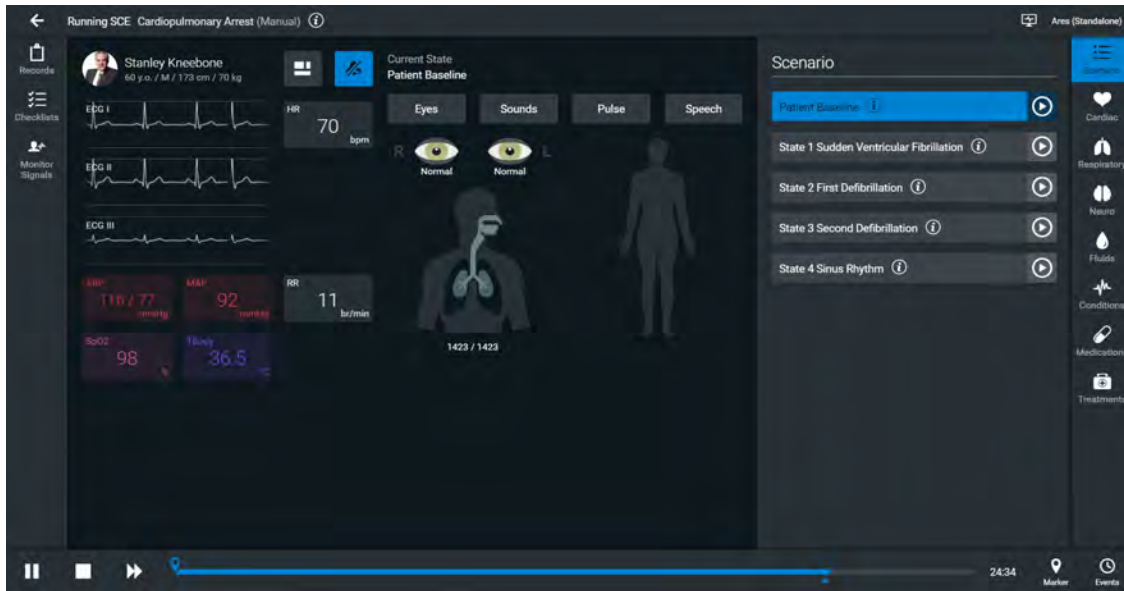 Running SCE Cardiopulmonary Arrest (Manual)
Ares (Standalone)
Records
Checklists
Monitor
Signals
Stanley Kneebone
60 y.o. / M / 173 cm / 70 kg
ECG I
ECG II
ECG III
HR
70
bpm
MAP
92
mmHg
RR
11
br/min
SpO2
98
%
TBody
36.5
°C
Current State
Patient Baseline
Eyes
Sounds
Pulse
Speech
R
L
Normal
Normal
1423 / 1423
Scenario
Patient Baseline
State 1 Sudden Ventricular Fibrillation
State 2 First Defibrillation
State 3 Second Defibrillation
State 4 Sinus Rhythm
Scenario
Cardiac
Respiratory
Neuro
Fluids
Conditions
Medication
Treatments
24:34
Marker
Events